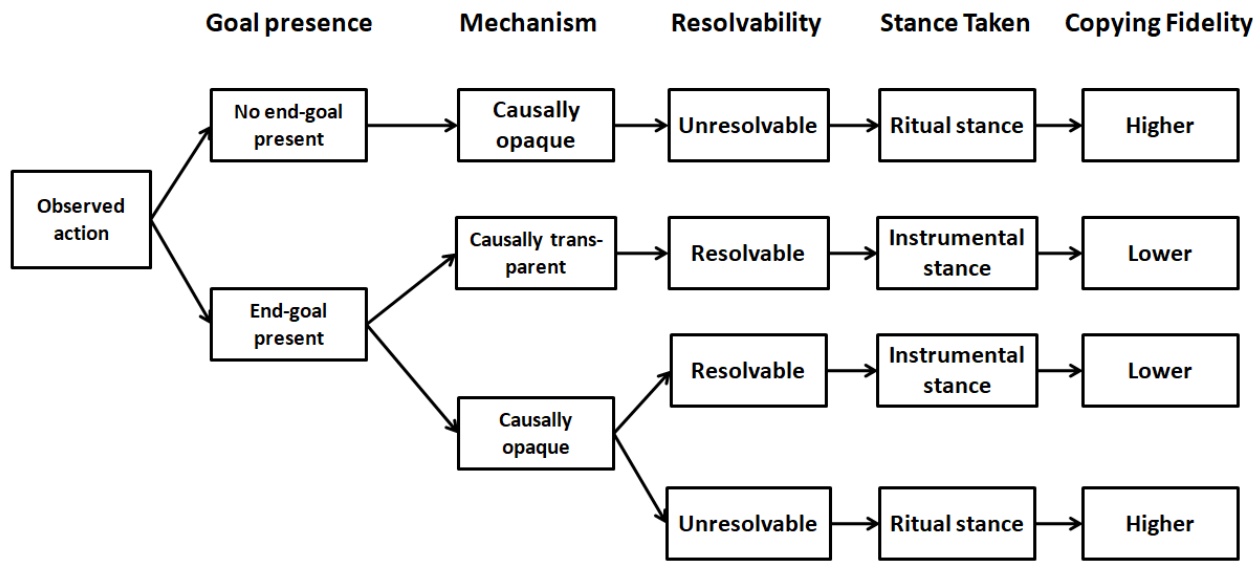 Goal presence
Mechanism
Resolvability
Stance Taken
Copying Fidelity
No end-goal
present
Causally
opaque
Unresolvable
Ritual stance
Higher
Observed
action
Causally trans-
parent
Resolvable
Instrumental
stance
Lower
End-goal
present
Resolvable
Instrumental
stance
Lower
Causally
opaque
Unresolvable
Ritual stance
Higher